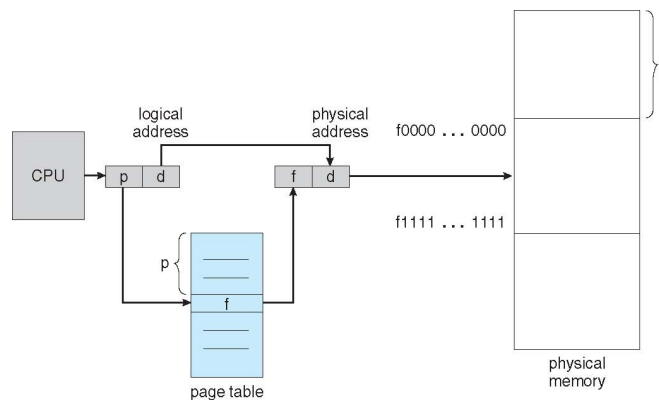 logical
address
physical
address
f0000 ... 0000
CPU
p
d
f
d
f1111 ... 1111
p
f
page table
physical
memory